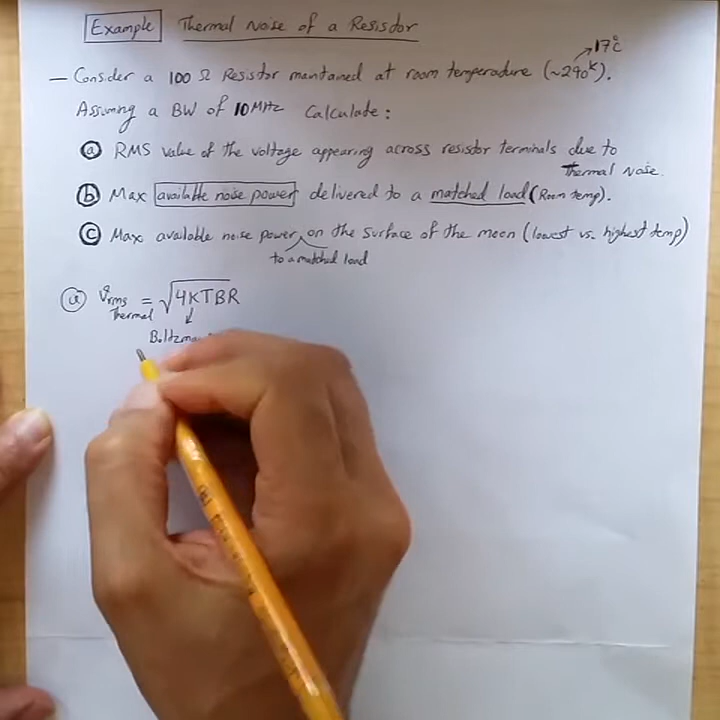 Example Thermal Noise of a Resistor
17°C
— Consider a 100 Ω Resistor mantained at room temperature (~290K).
Assuming a BW of 10MHz Calculate:
(a) RMS value of the voltage appearing across resistor terminals due to
thermal noise.
(b) Max available noise power delivered to a matched load (Room temp).
(c) Max available noise power on the surface of the moon (lowest vs. highest temp)
to a matched load
(a) vrms = √4KTBR
Thermal